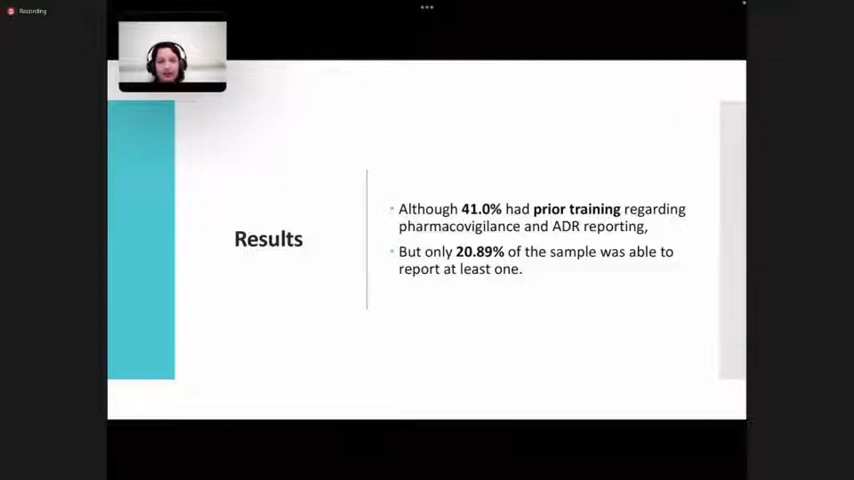 Recording
Results
Although 41.0% had prior training regarding
pharmacovigilance and ADR reporting,
But only 20.89% of the sample was able to
report at least one.